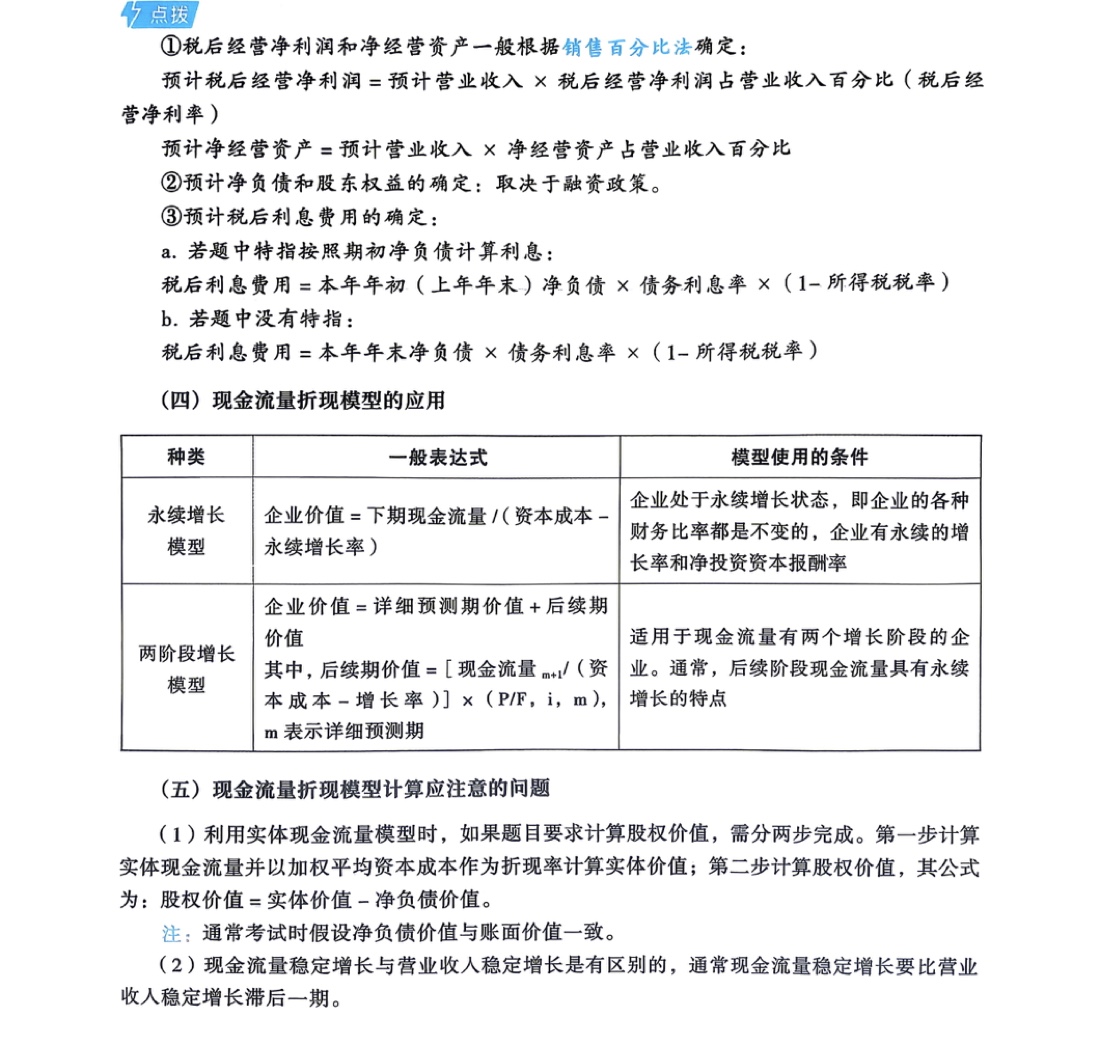 点拨
①税后经营净利润和净经营资产一般根据销售百分比法确定：
预计税后经营净利润 = 预计营业收入 × 税后经营净利润占营业收入百分比（税后经
营净利率）
预计净经营资产 = 预计营业收入 × 净经营资产占营业收入百分比
②预计净负债和股东权益的确定：取决于融资政策。
③预计税后利息费用的确定：
a. 若题中特指按照期初净负债计算利息：
税后利息费用 = 本年年初（上年年末）净负债 × 债务利息率 ×（1- 所得税税率）
b. 若题中没有特指：
税后利息费用 = 本年年末净负债 × 债务利息率 ×（1- 所得税税率）
（四）现金流量折现模型的应用
种类 一般表达式 模型使用的条件
永续增长
模型
企业价值 = 下期现金流量 /（资本成本 -
永续增长率）
企业处于永续增长状态，即企业的各种
财务比率都是不变的，企业有永续的增
长率和净投资资本报酬率
两阶段增长
模型
企业价值 = 详细预测期价值 + 后续期
价值
其中，后续期价值 = [ 现金流量 m+1/（资
本成本 - 增长率）] ×（P/F，i，m），
m 表示详细预测期
适用于现金流量有两个增长阶段的企
业。通常，后续阶段现金流量具有永续
增长的特点
（五）现金流量折现模型计算应注意的问题
（1）利用实体现金流量模型时，如果题目要求计算股权价值，需分两步完成。第一步计算
实体现金流量并以加权平均资本成本作为折现率计算实体价值；第二步计算股权价值，其公式
为：股权价值 = 实体价值 - 净负债价值。
注：通常考试时假设净负债价值与账面价值一致。
（2）现金流量稳定增长与营业收入稳定增长是有区别的，通常现金流量稳定增长要比营业
收入稳定增长滞后一期。